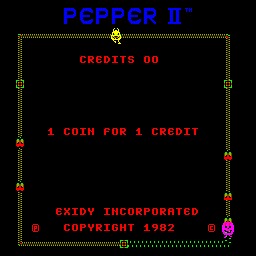 PEPPER II™
CREDITS 00
1 COIN FOR 1 CREDIT
EXIDY INCORPORATED
℗ COPYRIGHT 1982 ©